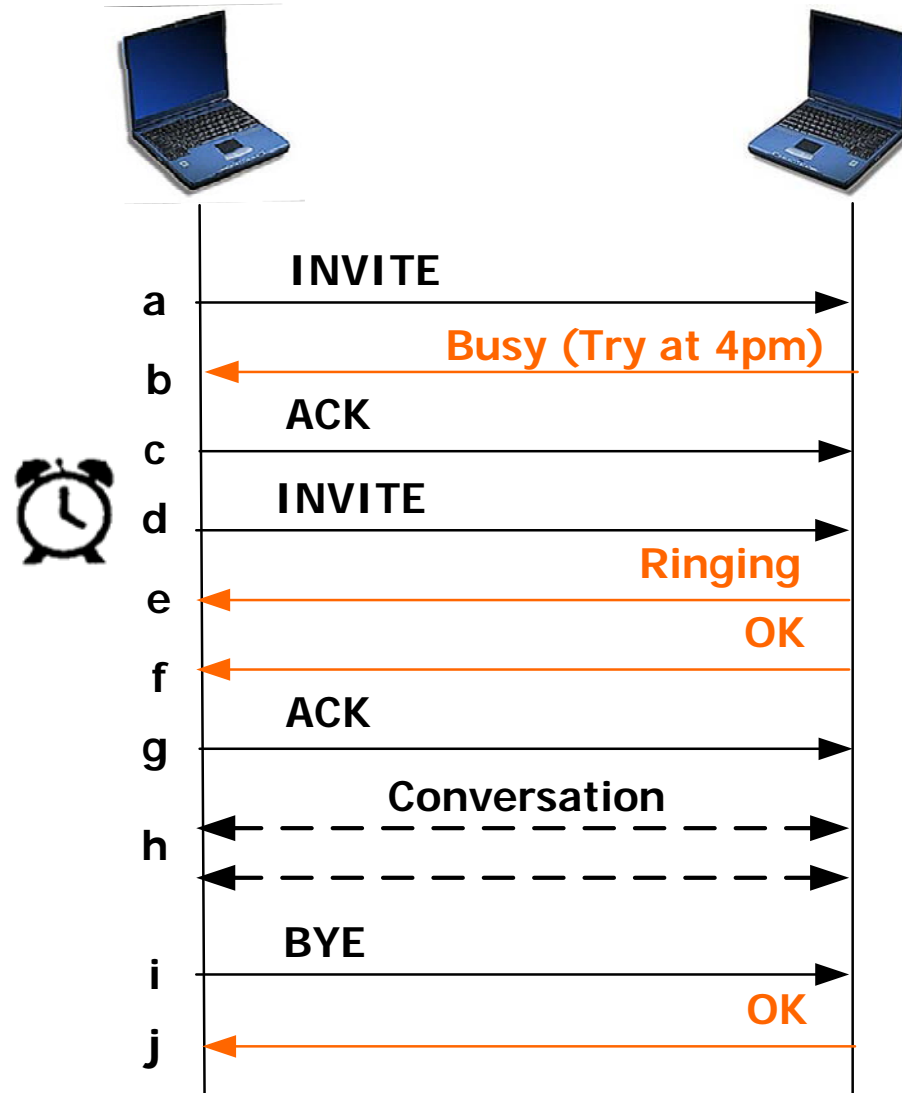 INVITE
a
Busy (Try at 4pm)
b
ACK
c
INVITE
d
Ringing
e
OK
f
ACK
g
Conversation
h
BYE
i
OK
j